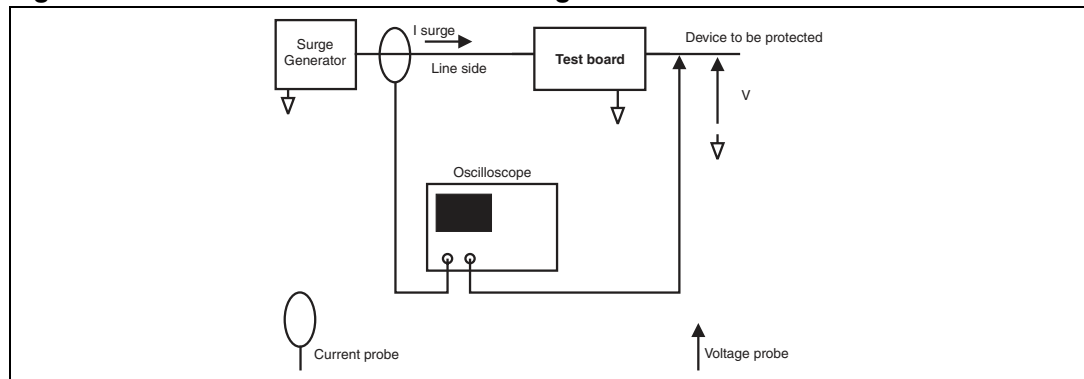 I surge
Surge
Generator
Line side
Test board
Device to be protected
V
Oscilloscope
Current probe
Voltage probe